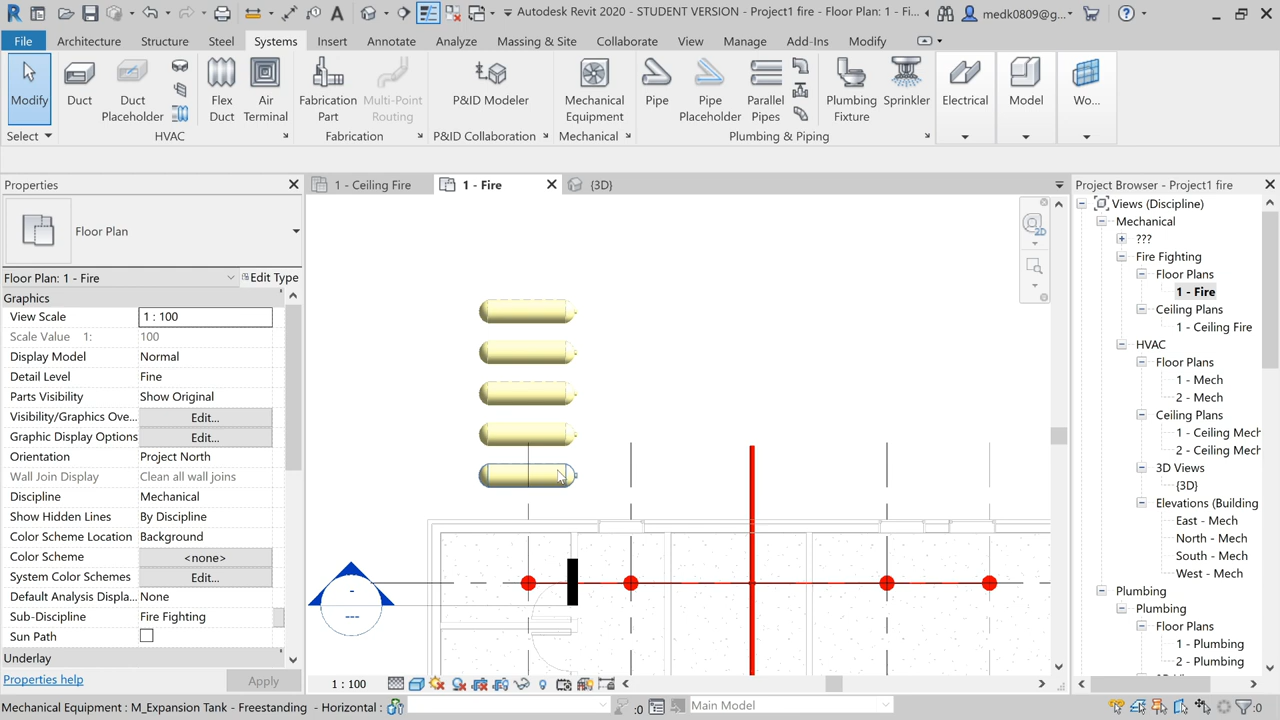 Autodesk Revit 2020 - STUDENT VERSION - Project1 fire - Floor Plan: 1 - Fi...
medk0809@g...
File Architecture Structure Steel Systems Insert Annotate Analyze Massing & Site Collaborate View Manage Add-Ins Modify
Modify
Duct
Duct Placeholder
Flex Duct
Air Terminal
Fabrication Part
Multi-Point Routing
P&ID Modeler
Mechanical Equipment
Pipe
Pipe Placeholder
Parallel Pipes
Plumbing Fixture
Sprinkler
Electrical
Model
Wo...
Select HVAC Fabrication P&ID Collaboration Mechanical Plumbing & Piping
Properties
1 - Ceiling Fire
1 - Fire
{3D}
Project Browser - Project1 fire
Floor Plan
Floor Plan: 1 - Fire
Edit Type
Graphics
View Scale 1 : 100
Scale Value 1: 100
Display Model Normal
Detail Level Fine
Parts Visibility Show Original
Visibility/Graphics Ove... Edit...
Graphic Display Options Edit...
Orientation Project North
Wall Join Display Clean all wall joins
Discipline Mechanical
Show Hidden Lines By Discipline
Color Scheme Location Background
Color Scheme <none>
System Color Schemes Edit...
Default Analysis Displa... None
Sub-Discipline Fire Fighting
Sun Path
Underlay
Properties help
Apply
2D
-
---
Views (Discipline)
Mechanical
???
Fire Fighting
Floor Plans
1 - Fire
Ceiling Plans
1 - Ceiling Fire
HVAC
Floor Plans
1 - Mech
2 - Mech
Ceiling Plans
1 - Ceiling Mech
2 - Ceiling Mech
3D Views
{3D}
Elevations (Building
East - Mech
North - Mech
South - Mech
West - Mech
Plumbing
Plumbing
Floor Plans
1 - Plumbing
2 - Plumbing
1 : 100
Mechanical Equipment : M_Expansion Tank - Freestanding - Horizontal :
:0
Main Model
:0